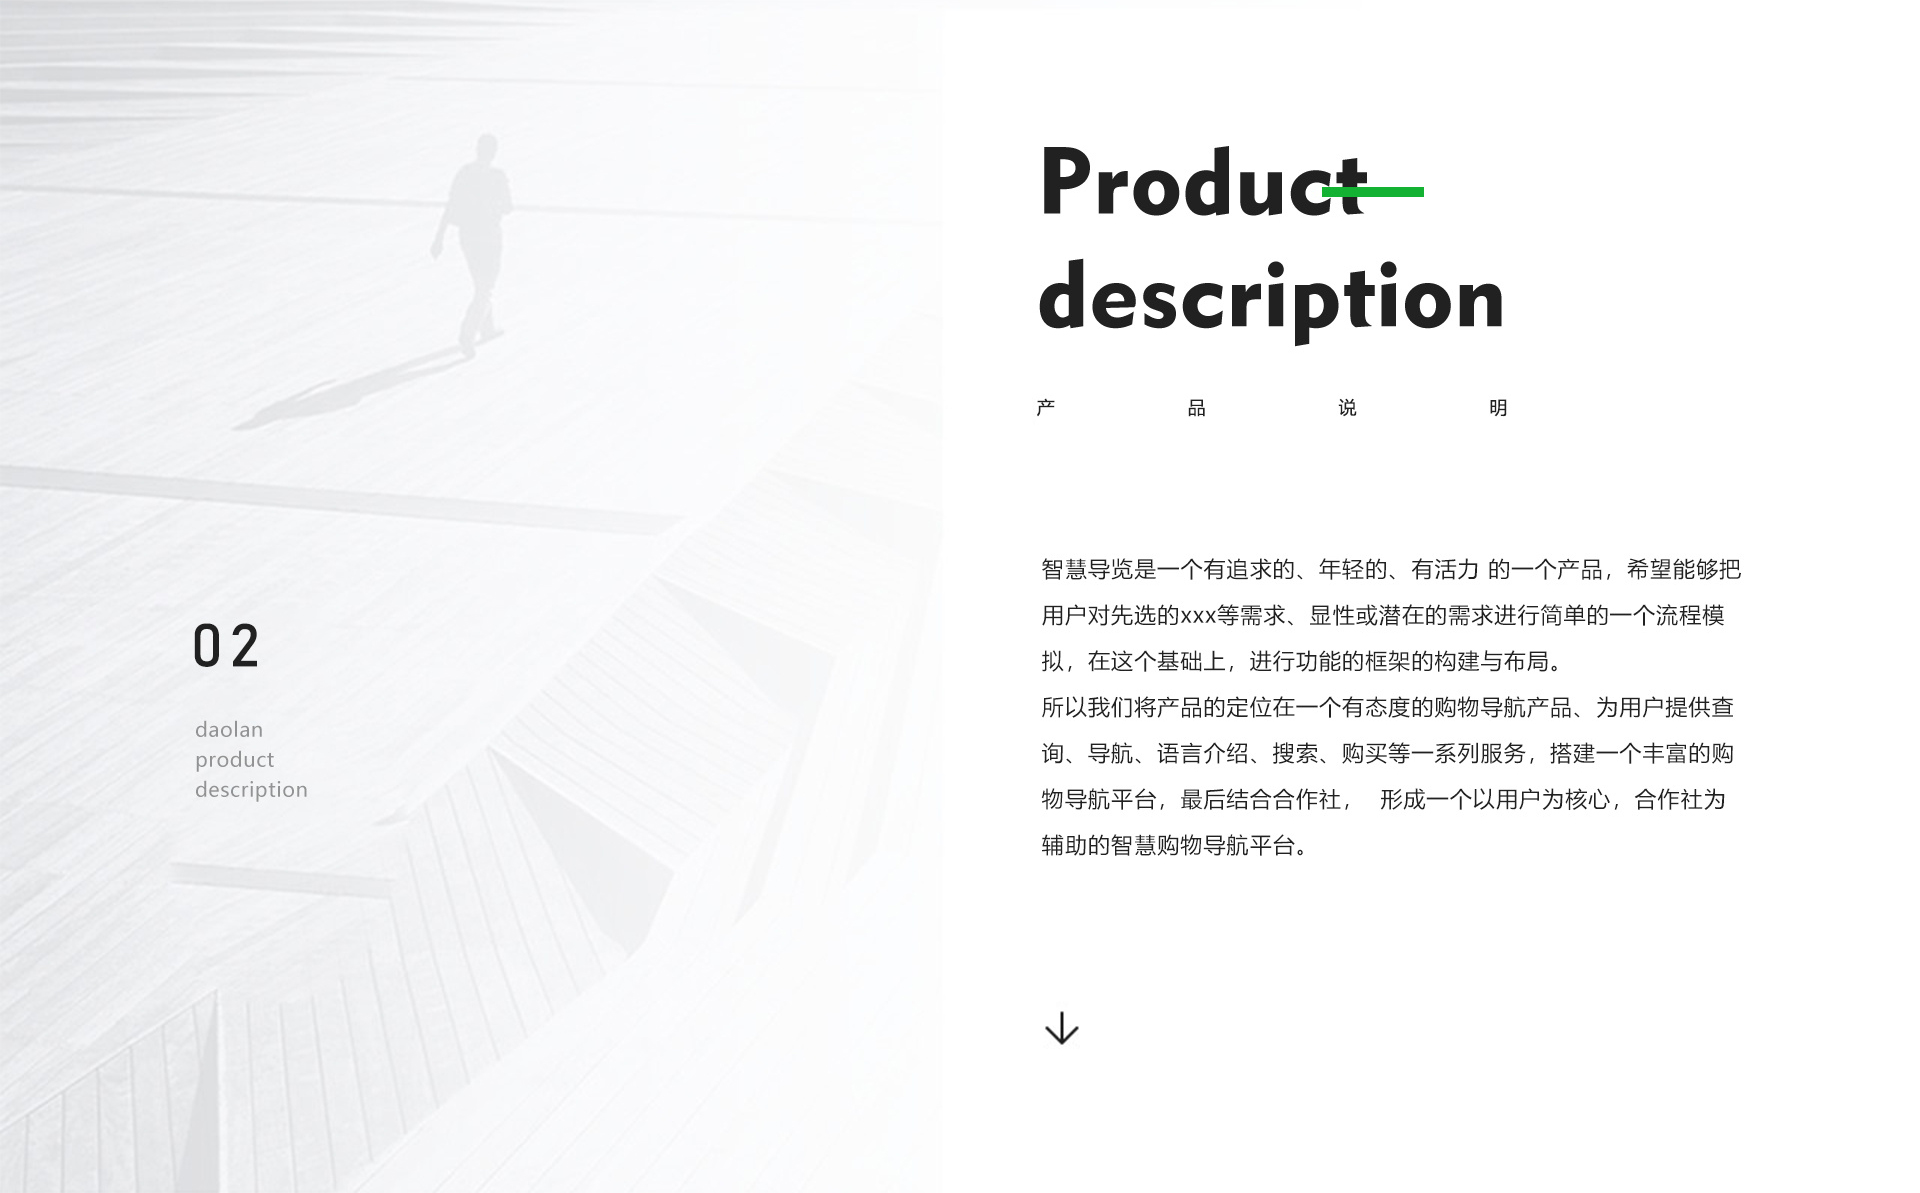 Product
description
产 品 说 明
智慧导览是一个有追求的、年轻的、有活力 的一个产品，希望能够把
用户对先选的xxx等需求、显性或潜在的需求进行简单的一个流程模
拟，在这个基础上，进行功能的框架的构建与布局。
所以我们将产品的定位在一个有态度的购物导航产品、为用户提供查
询、导航、语言介绍、搜索、购买等一系列服务，搭建一个丰富的购
物导航平台，最后结合合作社， 形成一个以用户为核心，合作社为
辅助的智慧购物导航平台。
02
daolan
product
description